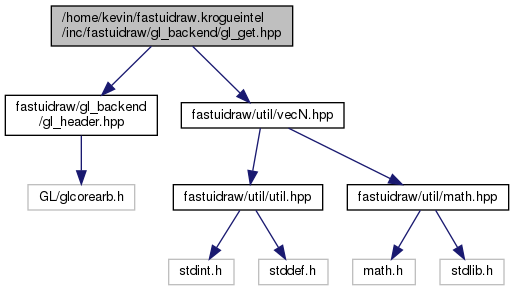 /home/kevin/fastuidraw.krogueintel
/inc/fastuidraw/gl_backend/gl_get.hpp
fastuidraw/gl_backend
/gl_header.hpp
fastuidraw/util/vecN.hpp
GL/glcorearb.h
fastuidraw/util/util.hpp
fastuidraw/util/math.hpp
stdint.h
stddef.h
math.h
stdlib.h